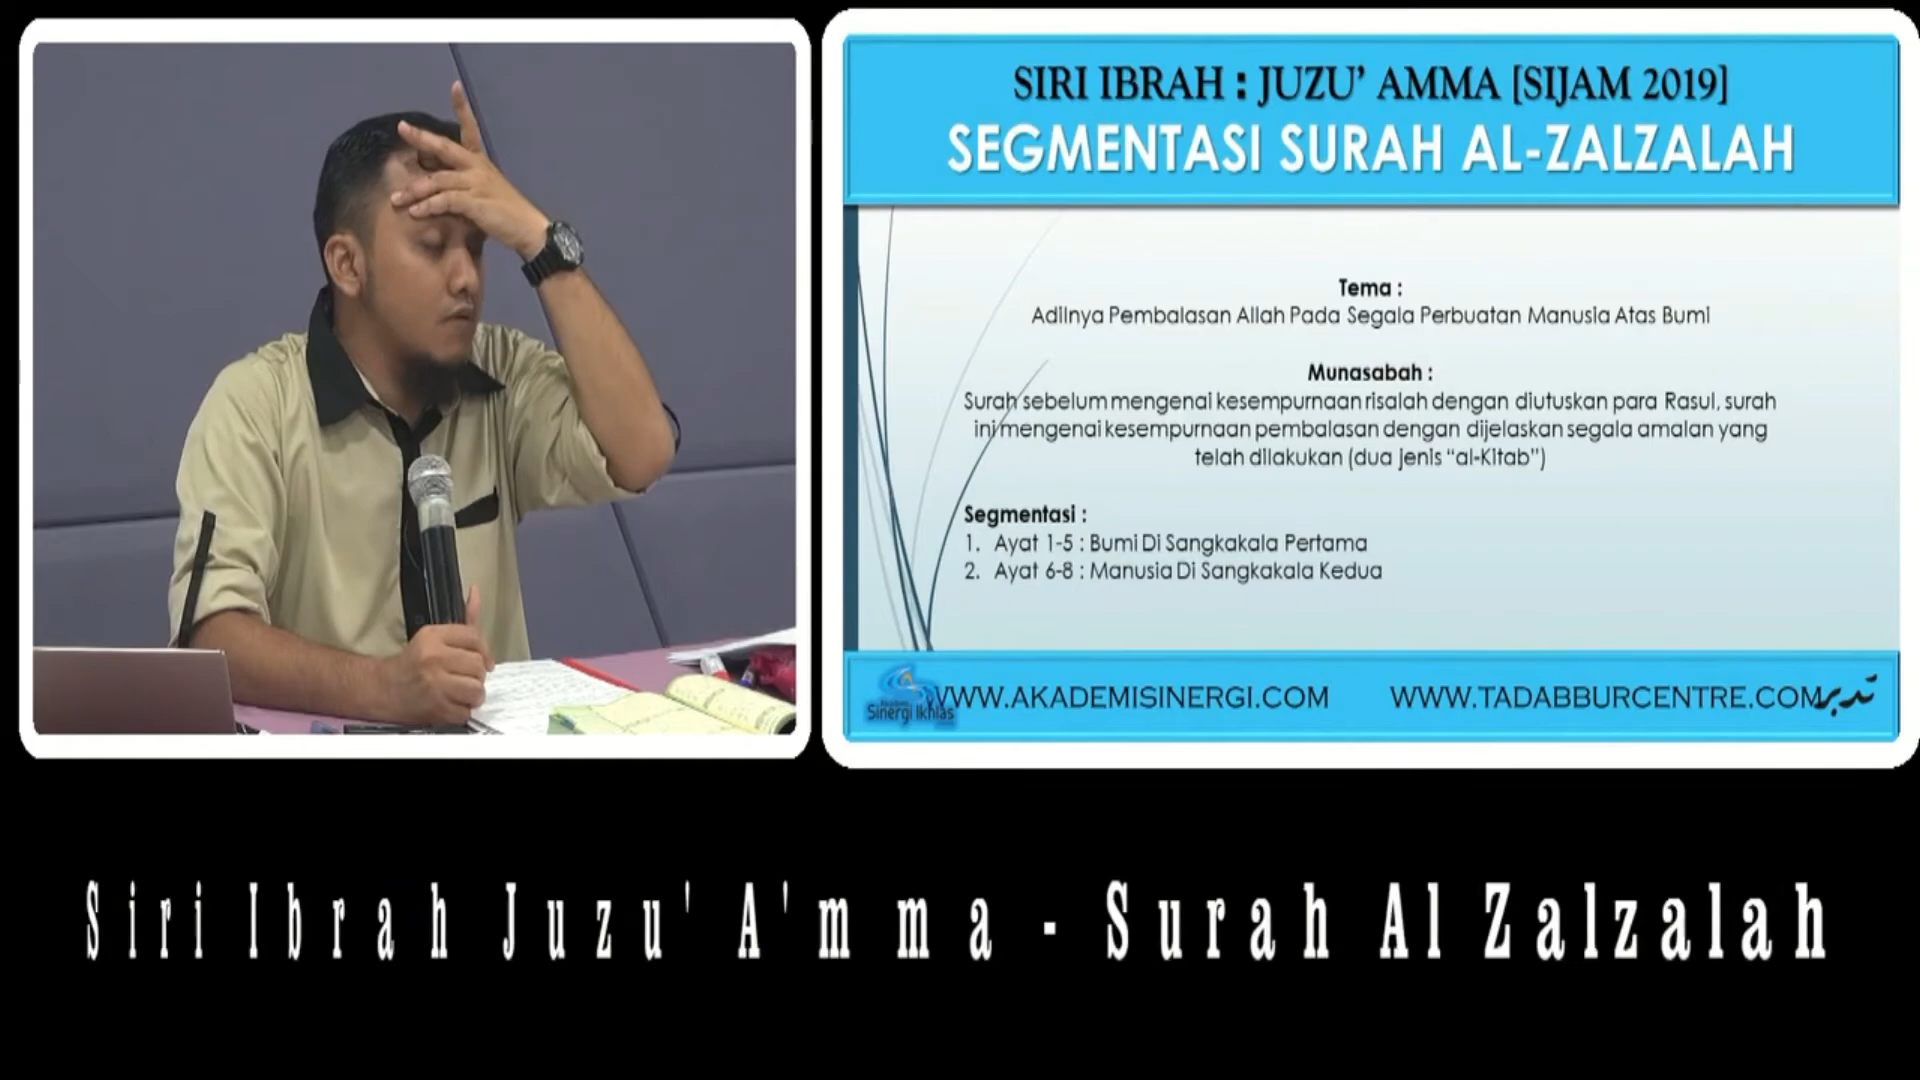 SIRI IBRAH : JUZU’ AMMA [SIJAM 2019]
SEGMENTASI SURAH AL-ZALZALAH
Tema :
Adilnya Pembalasan Allah Pada Segala Perbuatan Manusia Atas Bumi
Munasabah :
Surah sebelum mengenai kesempurnaan risalah dengan diutuskan para Rasul, surah
ini mengenai kesempurnaan pembalasan dengan dijelaskan segala amalan yang
telah dilakukan (dua jenis “al-Kitab”)
Segmentasi :
1. Ayat 1-5 : Bumi Di Sangkakala Pertama
2. Ayat 6-8 : Manusia Di Sangkakala Kedua
Sinergi Ikhlas
WWW.AKADEMISINERGI.COM
WWW.TADABBURCENTRE.COM
تدبر
Siri Ibrah Juzu' A'mma - Surah Al Zalzalah